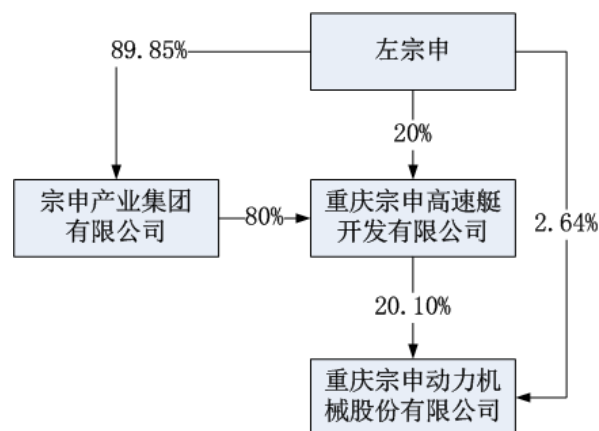 左宗申
89.85%
20%
宗申产业集团
有限公司
80%
重庆宗申高速艇
开发有限公司
2.64%
20.10%
重庆宗申动力机
械股份有限公司